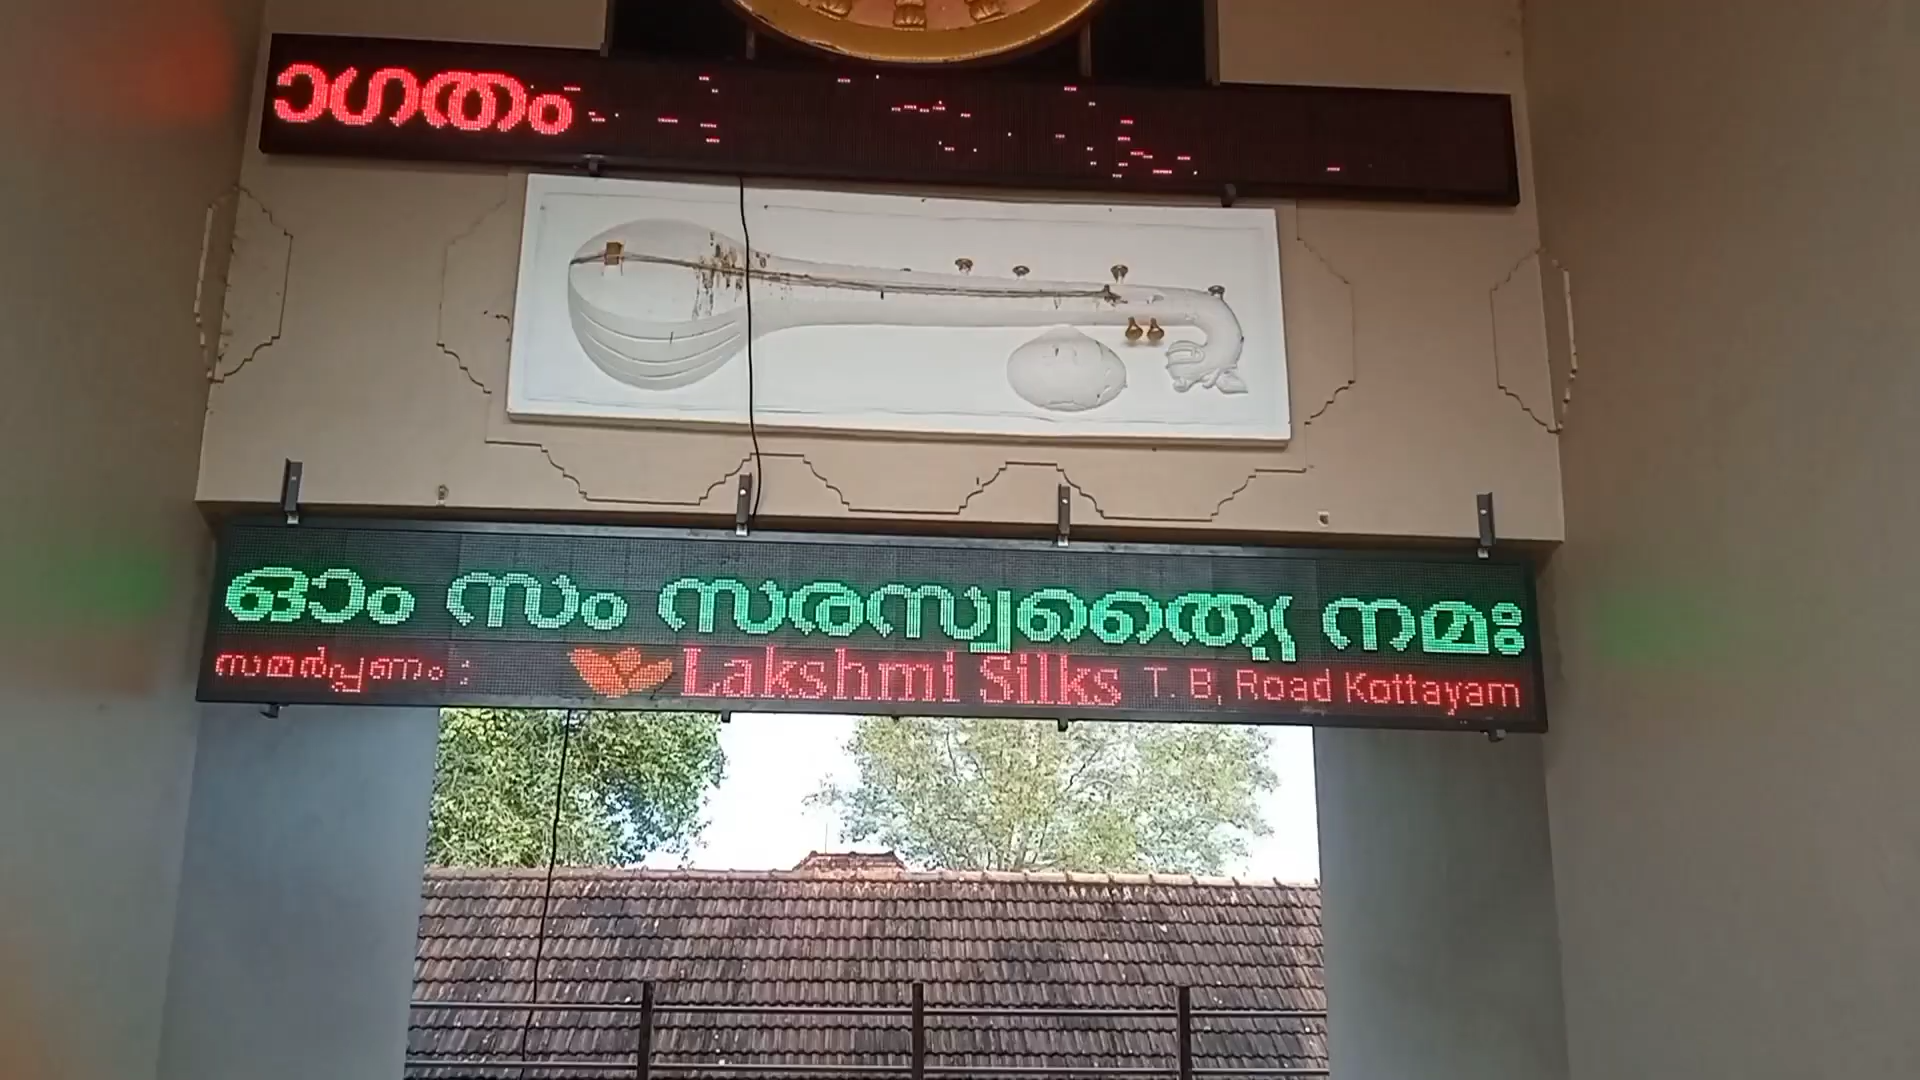 ാഗതം
ഓം സം സരസ്വത്യൈ നമഃ
സമർപ്പണം : Lakshmi Silks T. B, Road Kottayam